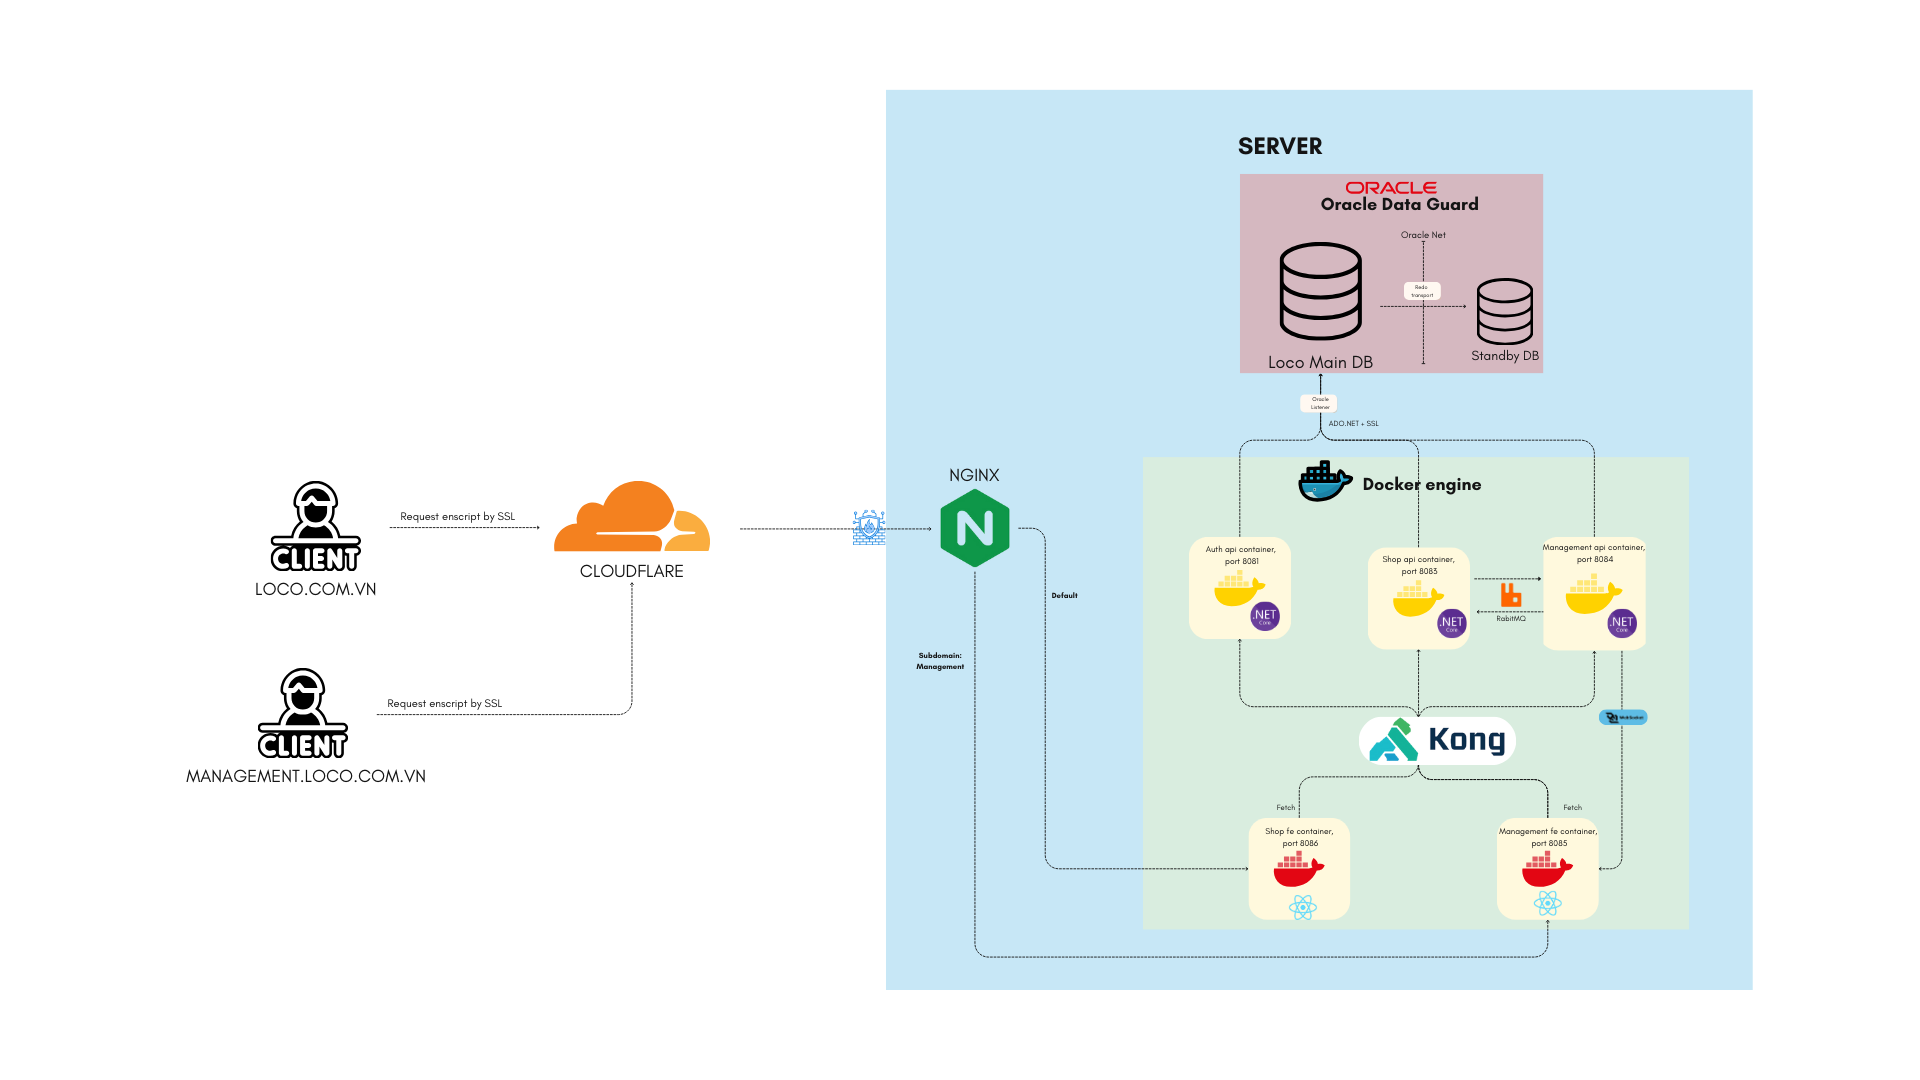 SERVER
ORACLE
Oracle Data Guard
Oracle Net
Redo
transport
Loco Main DB
Standby DB
Oracle
Listener
ADO.NET + SSL
NGINX
Docker engine
Request enscript by SSL
CLIENT
LOCO.COM.VN
CLOUDFLARE
Auth api container,
port 8081
.NET
Core
Shop api container,
port 8083
.NET
Core
Management api container,
port 8084
.NET
Core
RabitMQ
Default
Subdomain:
Management
Request enscript by SSL
CLIENT
MANAGEMENT.LOCO.COM.VN
WebSocket
Kong
Fetch
Fetch
Shop fe container,
port 8086
Management fe container,
port 8085